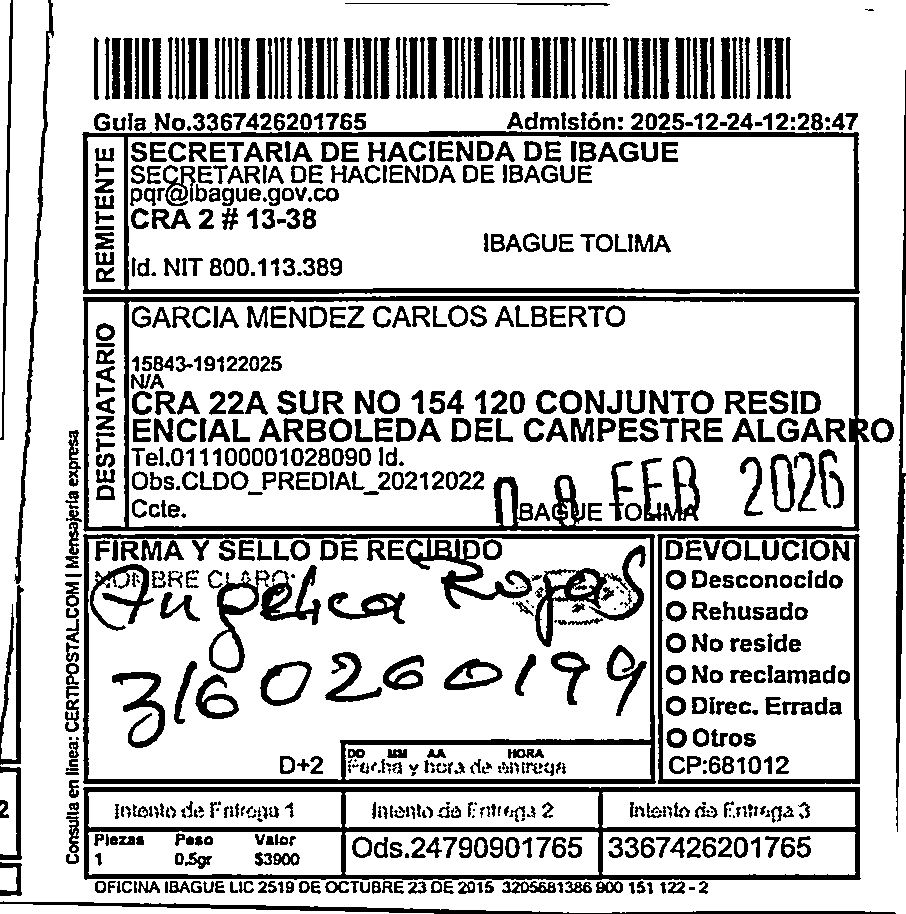 Guia No.3367426201765 Admisión: 2025-12-24-12:28:47
REMITENTE
SECRETARIA DE HACIENDA DE IBAGUE
SECRETARIA DE HACIENDA DE IBAGUE
pqr@ibague.gov.co
CRA 2 # 13-38
IBAGUE TOLIMA
Id. NIT 800.113.389
DESTINATARIO
GARCIA MENDEZ CARLOS ALBERTO
15843-19122025
N/A
CRA 22A SUR NO 154 120 CONJUNTO RESID
ENCIAL ARBOLEDA DEL CAMPESTRE ALGARRO
Tel.011100001028090 Id.
Obs.CLDO_PREDIAL_20212022
FEB 2026
Ccte. IBAGUE TOLIMA
Consulta en linea: CERTIPOSTAL.COM | Mensajería expresa
FIRMA Y SELLO DE RECIBIDO
NOMBRE CLARO:
Angelica Rojas
3160260199
D+2
DD MM AA HORA
Fecha y hora de entrega
DEVOLUCION
Desconocido
Rehusado
No reside
No reclamado
Direc. Errada
Otros
CP:681012
Intento de Entrega 1 Intento de Entrega 2 Intento de Entrega 3
Piezas Peso Valor
1 0,5gr $3900
Ods.24790901765 3367426201765
OFICINA IBAGUE LIC 2519 DE OCTUBRE 23 DE 2015 3205681386 900 151 122 - 2